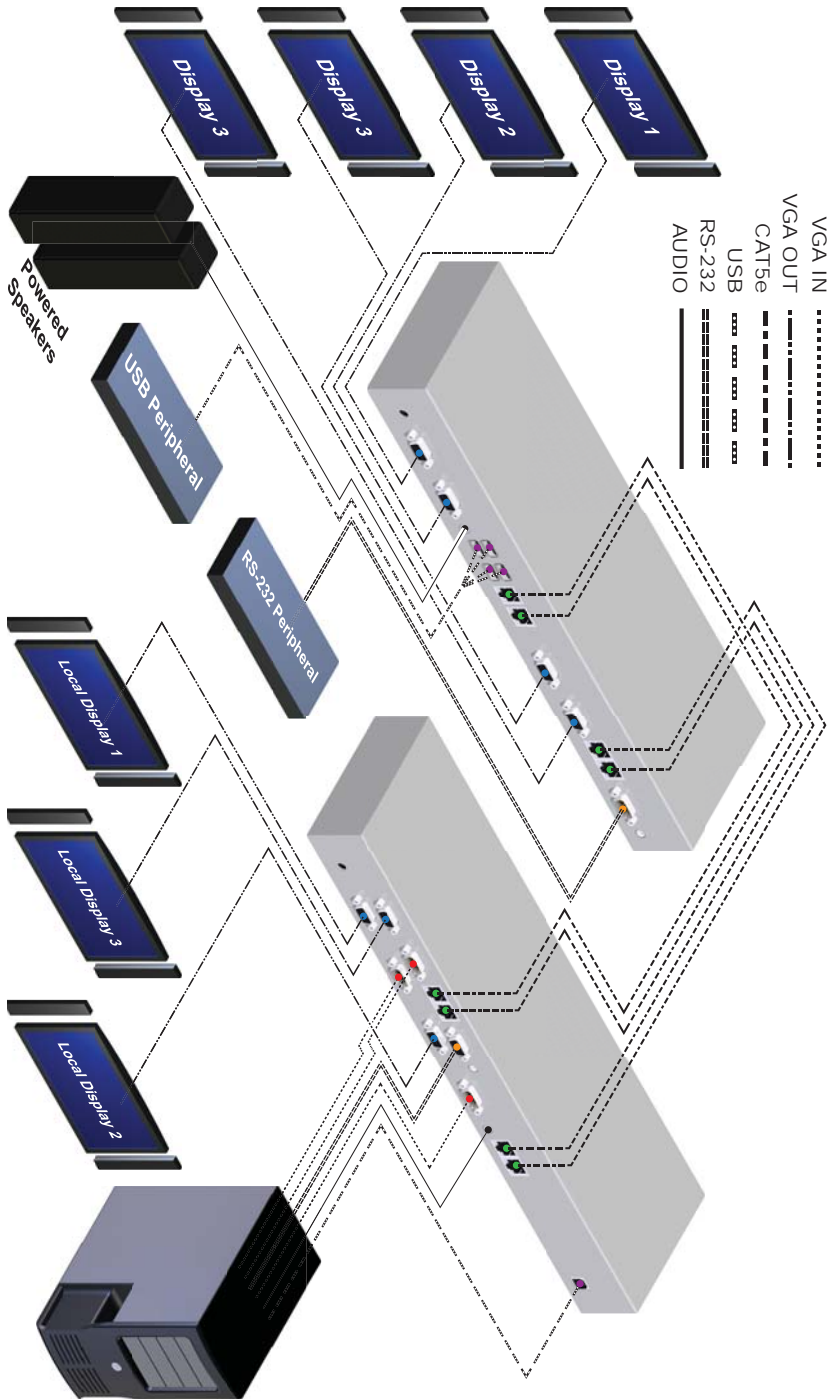 VGA IN
VGA OUT
CAT5e
USB
RS-232
AUDIO
Display 1
Display 2
Display 3
Display 3
Powered
Speakers
USB Peripheral
RS-232 Peripheral
Local Display 1
Local Display 3
Local Display 2